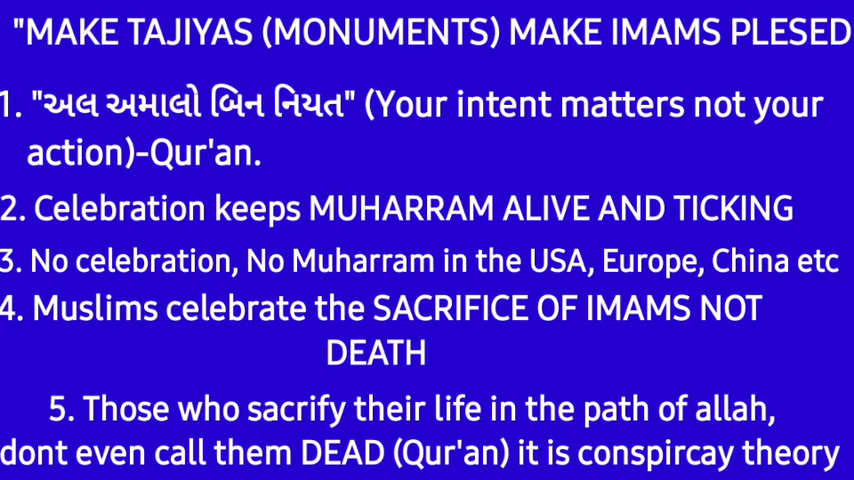 "MAKE TAJIYAS (MONUMENTS) MAKE IMAMS PLESED
1. "અલ અમાલો બિન નિયત" (Your intent matters not your
action)-Qur'an.
2. Celebration keeps MUHARRAM ALIVE AND TICKING
3. No celebration, No Muharram in the USA, Europe, China etc
4. Muslims celebrate the SACRIFICE OF IMAMS NOT
DEATH
5. Those who sacrify their life in the path of allah,
dont even call them DEAD (Qur'an) it is conspircay theory